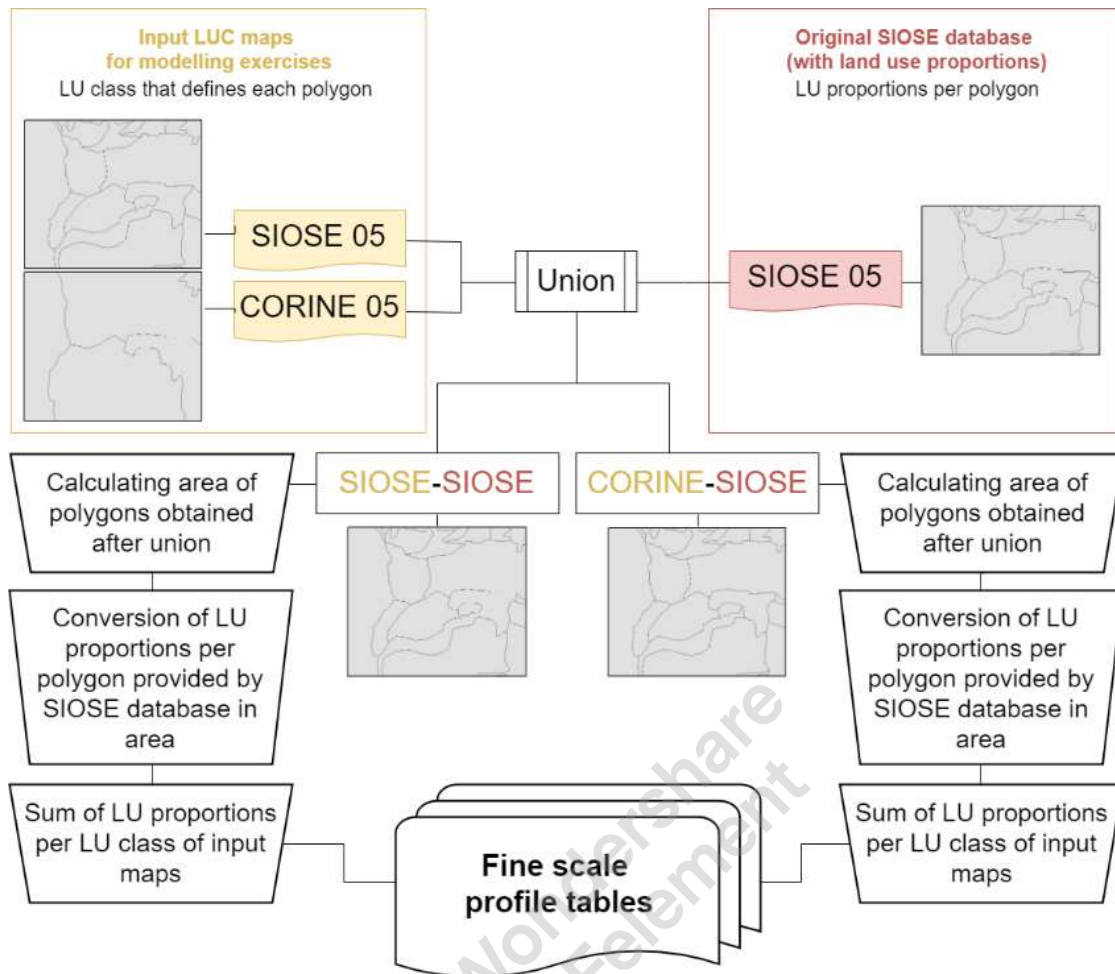 Input LUC maps
for modelling exercises
LU class that defines each polygon
Original SIOSE database
(with land use proportions)
LU proportions per polygon
SIOSE 05
CORINE 05
Union
SIOSE 05
SIOSE-SIOSE
CORINE-SIOSE
Calculating area of
polygons obtained
after union
Conversion of LU
proportions per
polygon provided by
SIOSE database in
area
Sum of LU proportions
per LU class of input
maps
Calculating area of
polygons obtained
after union
Conversion of LU
proportions per
polygon provided by
SIOSE database in
area
Sum of LU proportions
per LU class of input
maps
Fine scale
profile tables
Wondershare